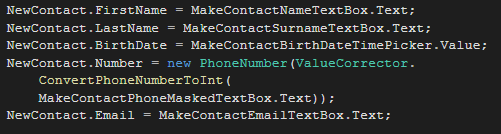 NewContact.FirstName = MakeContactNameTextBox.Text;
NewContact.LastName = MakeContactSurnameTextBox.Text;
NewContact.BirthDate = MakeContactBirthDateTimePicker.Value;
NewContact.Number = new PhoneNumber(ValueCorrector.
    ConvertPhoneNumberToInt(
    MakeContactPhoneMaskedTextBox.Text));
NewContact.Email = MakeContactEmailTextBox.Text;